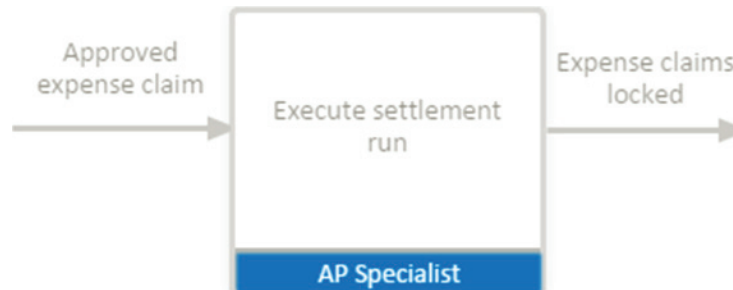 Approved
expense claim
Execute settlement
run
Expense claims
locked
AP Specialist